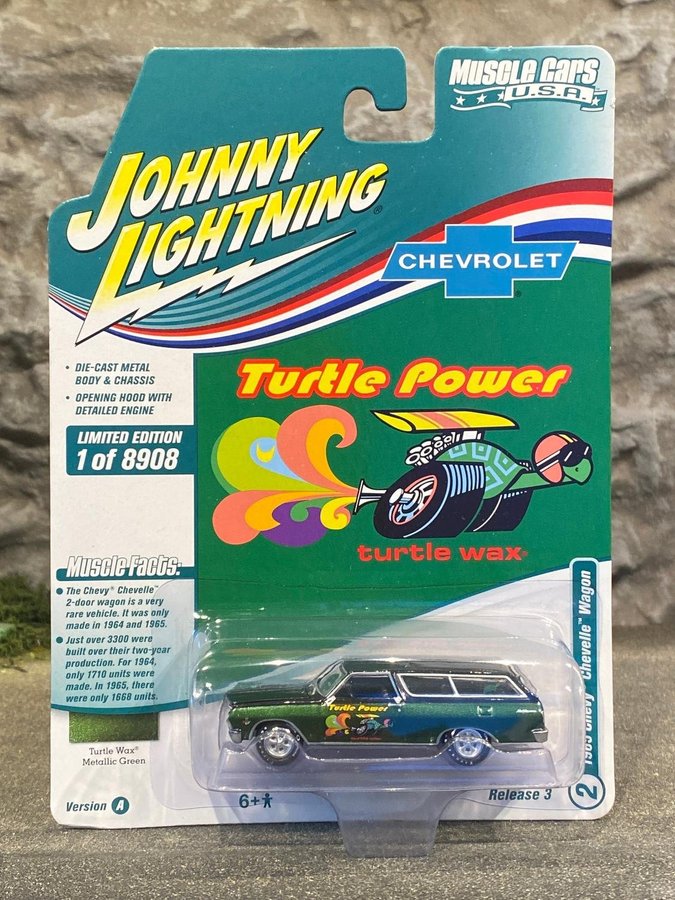 MUSCLE CARS
U.S.A.
JOHNNY
LIGHTNING®
CHEVROLET®
• DIE-CAST METAL
BODY & CHASSIS
• OPENING HOOD WITH
DETAILED ENGINE
LIMITED EDITION
1 of 8908
Turtle Power
turtle wax®
Muscle Facts:
• The Chevy® Chevelle™
2-door wagon is a very
rare vehicle. It was only
made in 1964 and 1965.
• Just over 3300 were
built over their two-year
production. For 1964,
only 1710 units were
made. In 1965, there
were only 1668 units.
Turtle Wax®
Metallic Green
Version A
6+
Release 3
2 1965 Chevy® Chevelle™ Wagon
Turtle Power